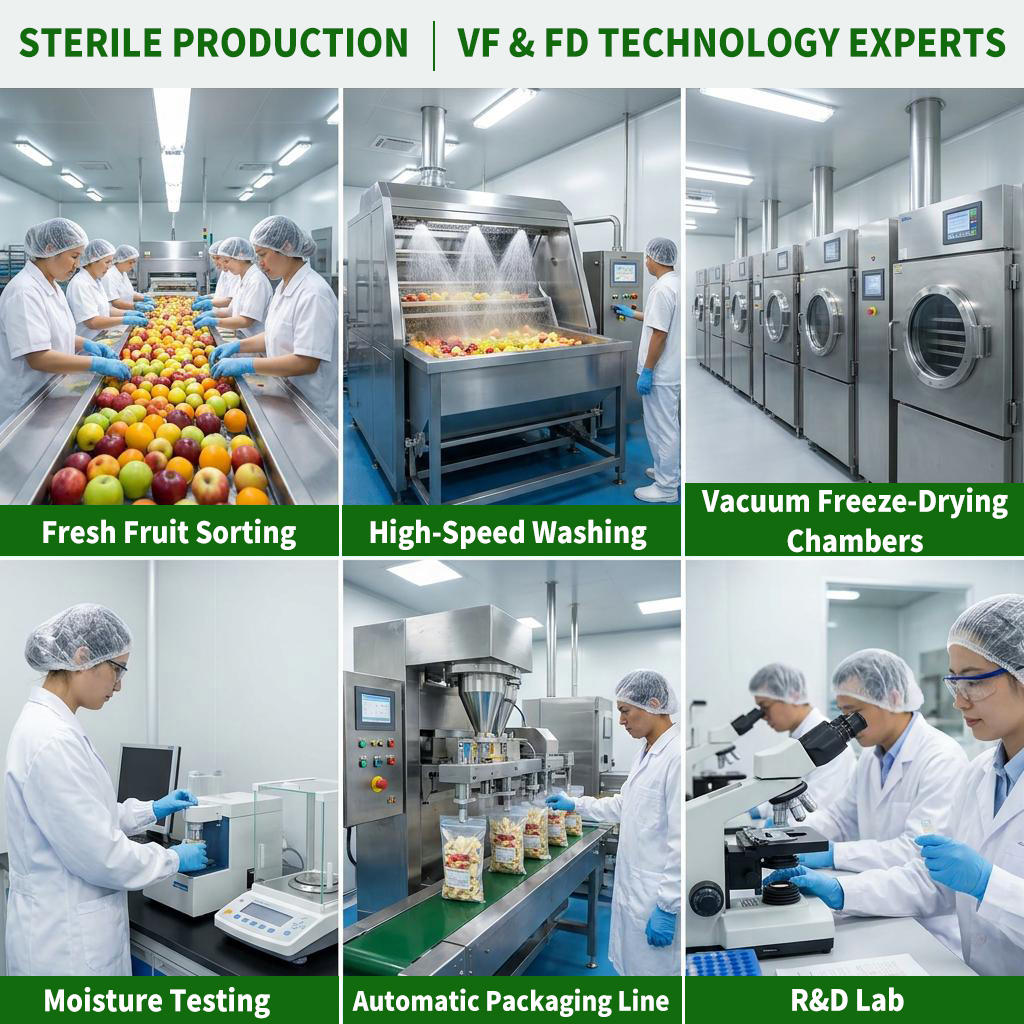 STERILE PRODUCTION | VF & FD TECHNOLOGY EXPERTS
Fresh Fruit Sorting
High-Speed Washing
Vacuum Freeze-Drying
Chambers
Moisture Testing
Automatic Packaging Line
R&D Lab